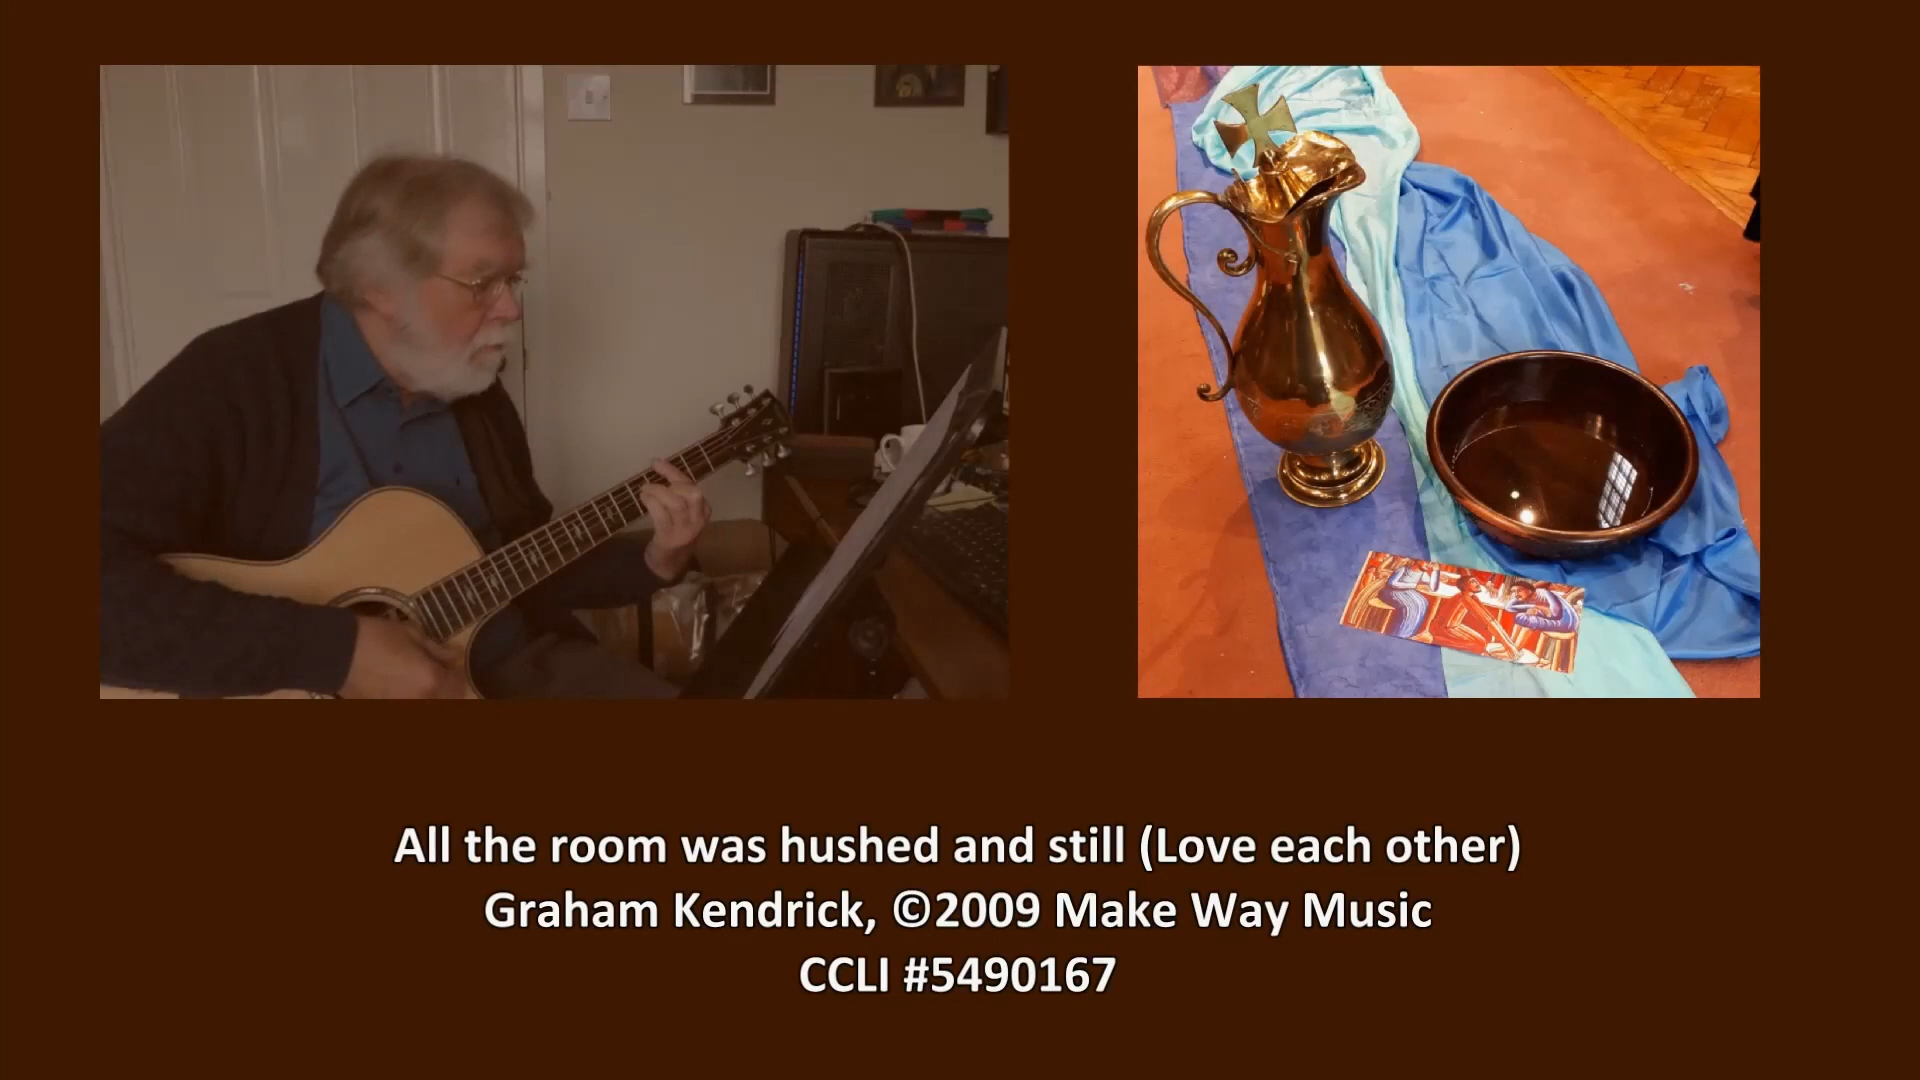 All the room was hushed and still (Love each other)
Graham Kendrick, ©2009 Make Way Music
CCLI #5490167